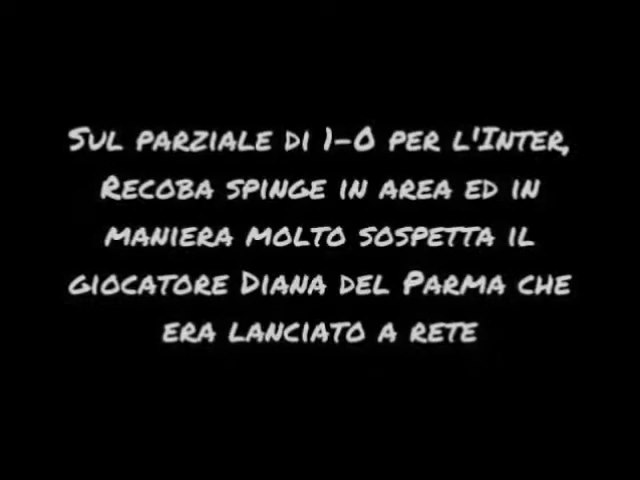 Sul parziale di 1-0 per l'Inter,
Recoba spinge in area ed in
maniera molto sospetta il
giocatore Diana del Parma che
era lanciato a rete